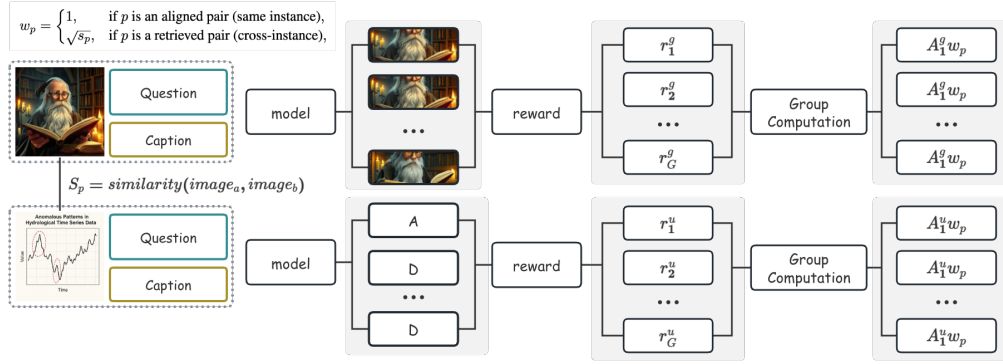 w_p = { 1, if p is an aligned pair (same instance),
√s_p, if p is a retrieved pair (cross-instance),
Question
Caption
model
...
reward
r_1^g
r_2^g
...
r_G^g
Group
Computation
A_1^g w_p
A_1^g w_p
...
A_1^g w_p
S_p = similarity(image_a, image_b)
Anomalous Patterns in
Hydrological Time Series Data
Value
Time
Question
Caption
model
A
D
...
D
reward
r_1^u
r_2^u
...
r_G^u
Group
Computation
A_1^u w_p
A_1^u w_p
...
A_1^u w_p